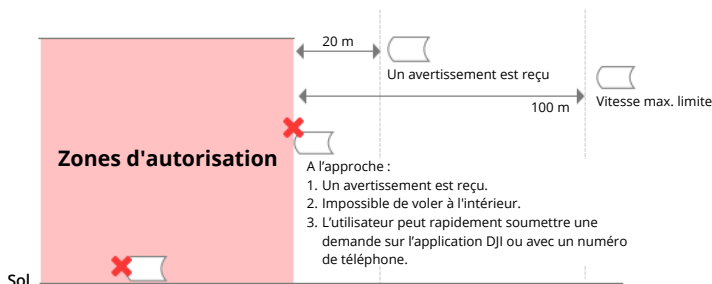 20 m
Un avertissement est reçu
Vitesse max. limite
100 m
Zones d'autorisation
A l’approche :
1. Un avertissement est reçu.
2. Impossible de voler à l'intérieur.
3. L’utilisateur peut rapidement soumettre une
demande sur l’application DJI ou avec un numéro
de téléphone.
Sol